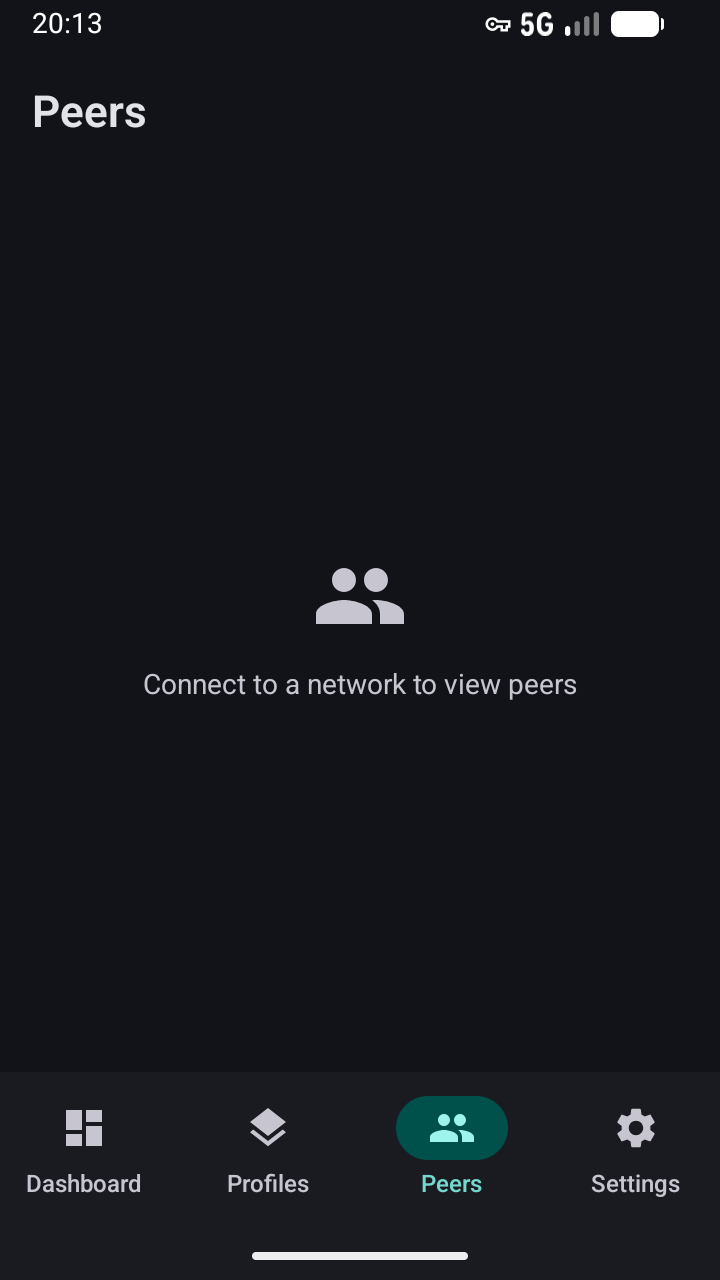 20:13
5G
Peers
Connect to a network to view peers
Dashboard
Profiles
Peers
Settings